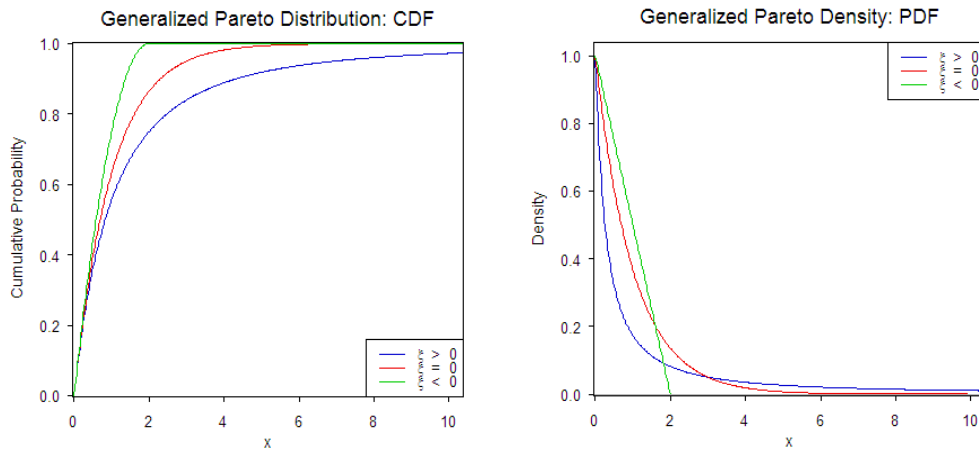 Generalized Pareto Distribution: CDF
Cumulative Probability
1.0
0.8
0.6
0.4
0.2
0.0
ξ > 0
ξ = 0
ξ < 0
0 2 4 6 8 10
x
Generalized Pareto Density: PDF
Density
1.0
0.8
0.6
0.4
0.2
0.0
ξ > 0
ξ = 0
ξ < 0
0 2 4 6 8 10
x